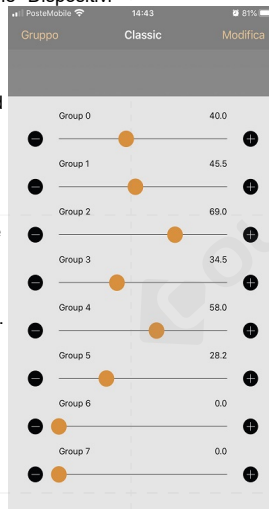 PosteMobile 14:43 81%
Gruppo Classic Modifica
Group 0 40.0
Group 1 45.5
Group 2 69.0
Group 3 34.5
Group 4 58.0
Group 5 28.2
Group 6 0.0
Group 7 0.0